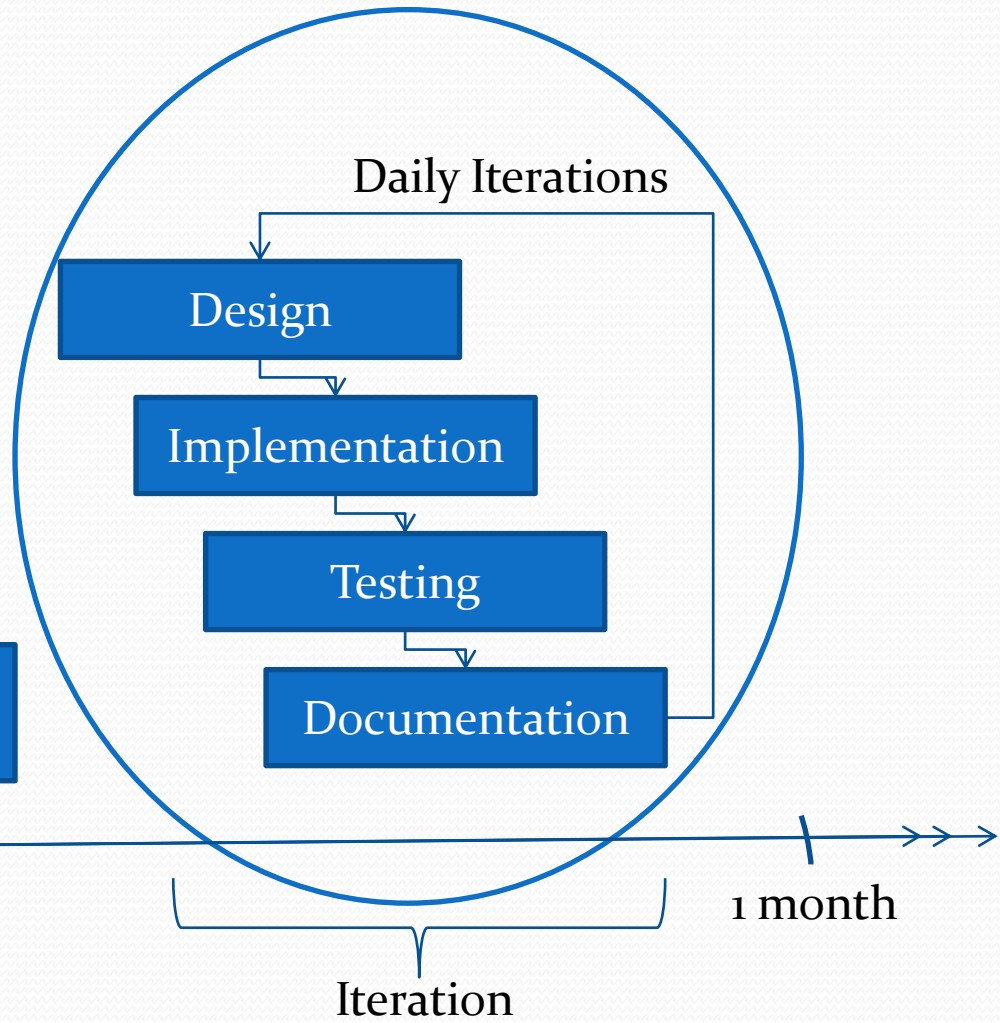 Daily Iterations
Design
Implementation
Testing
Documentation
1 month
Iteration